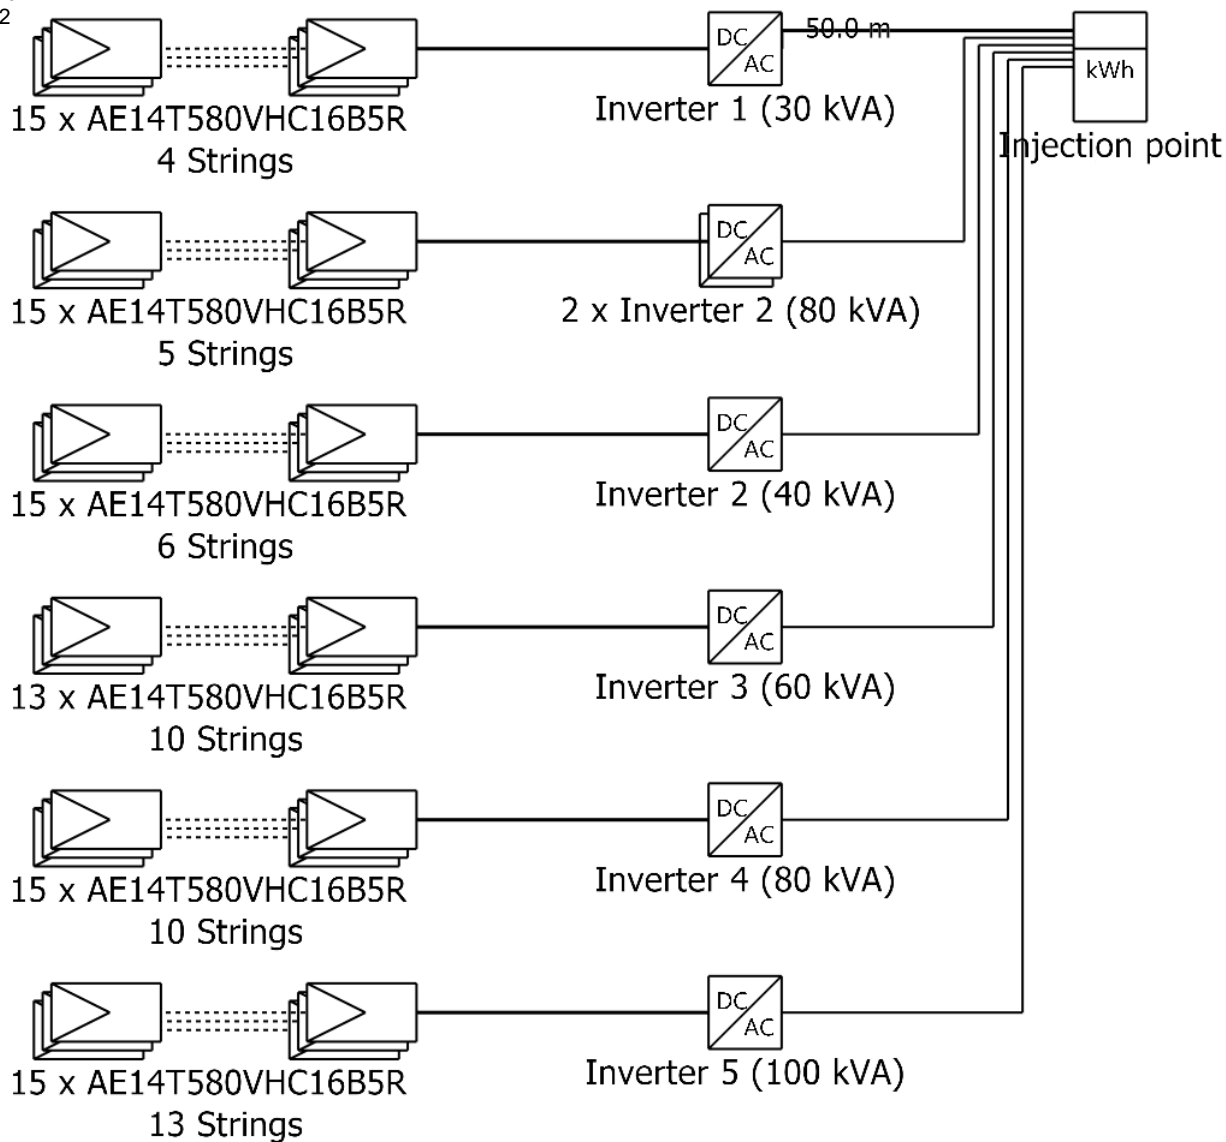 2
15 x AE14T580VHC16B5R
4 Strings
DC
AC
Inverter 1 (30 kVA)
50.0 m
kWh
Injection point
15 x AE14T580VHC16B5R
5 Strings
DC
AC
2 x Inverter 2 (80 kVA)
15 x AE14T580VHC16B5R
6 Strings
DC
AC
Inverter 2 (40 kVA)
13 x AE14T580VHC16B5R
10 Strings
DC
AC
Inverter 3 (60 kVA)
15 x AE14T580VHC16B5R
10 Strings
DC
AC
Inverter 4 (80 kVA)
15 x AE14T580VHC16B5R
13 Strings
DC
AC
Inverter 5 (100 kVA)